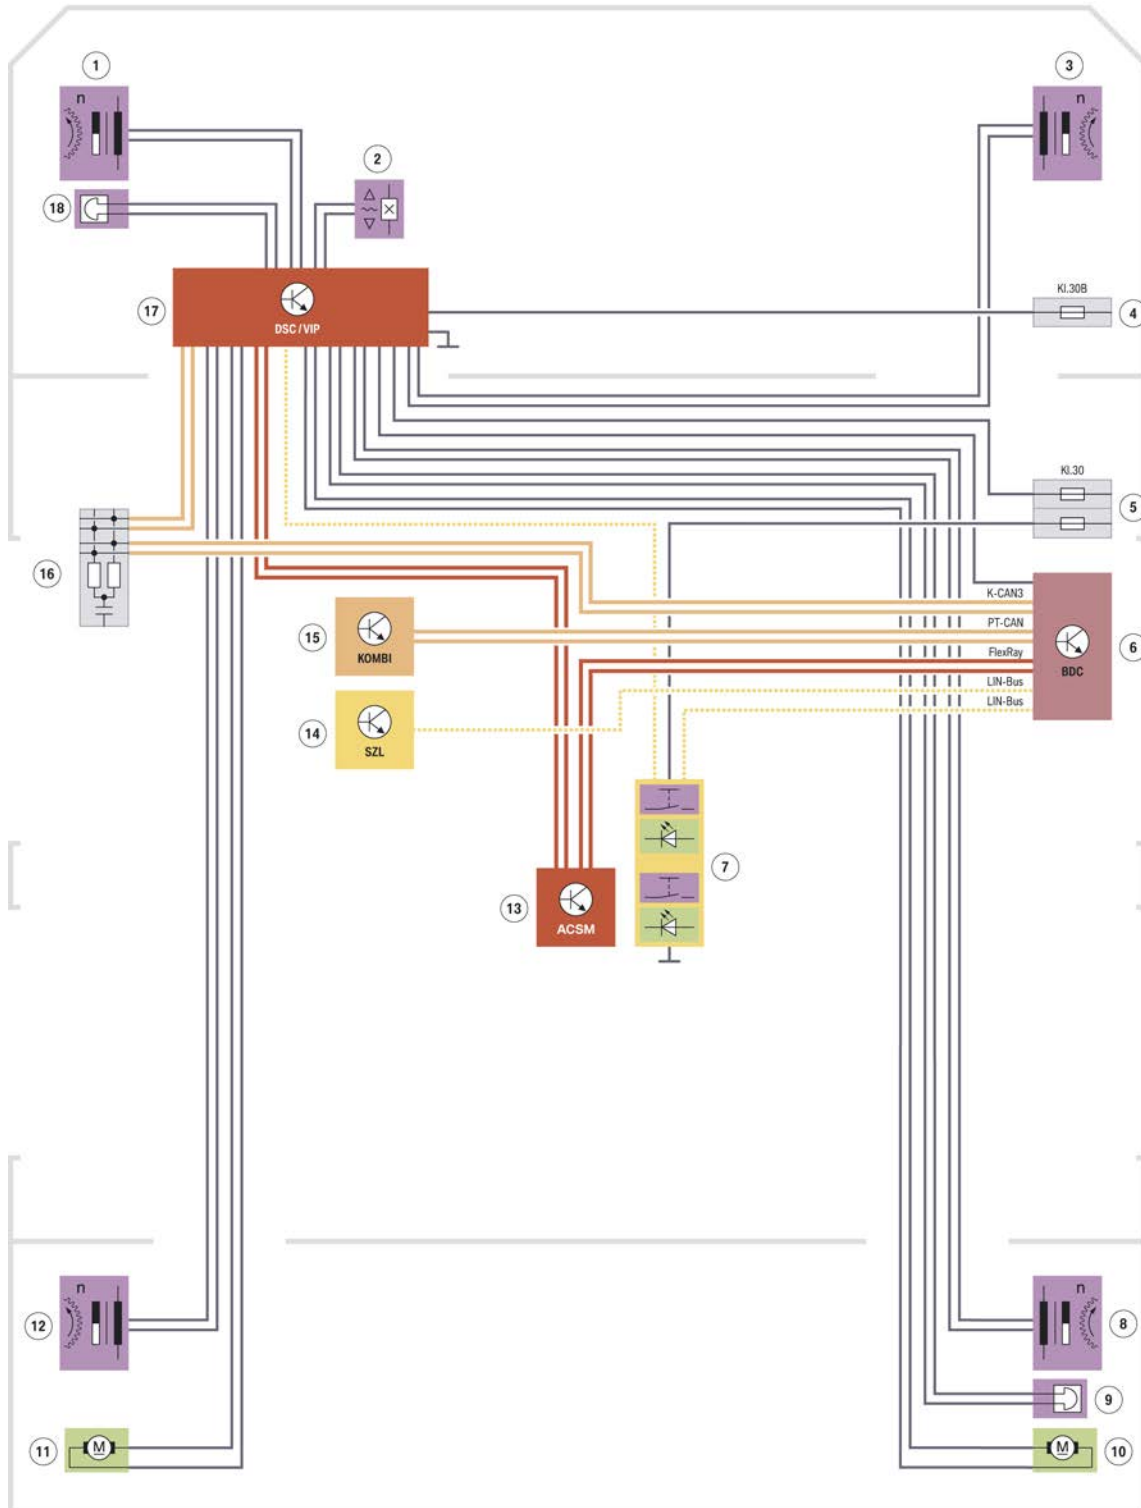 1
3
n
n
2
18
17
DSC/VIP
Kl.30B
4
Kl.30
5
16
K-CAN3
15
KOMBI
PT-CAN
6
BDC
FlexRay
LIN-Bus
LIN-Bus
14
SZL
7
13
ACSM
n
n
12
8
9
11
M
M
10